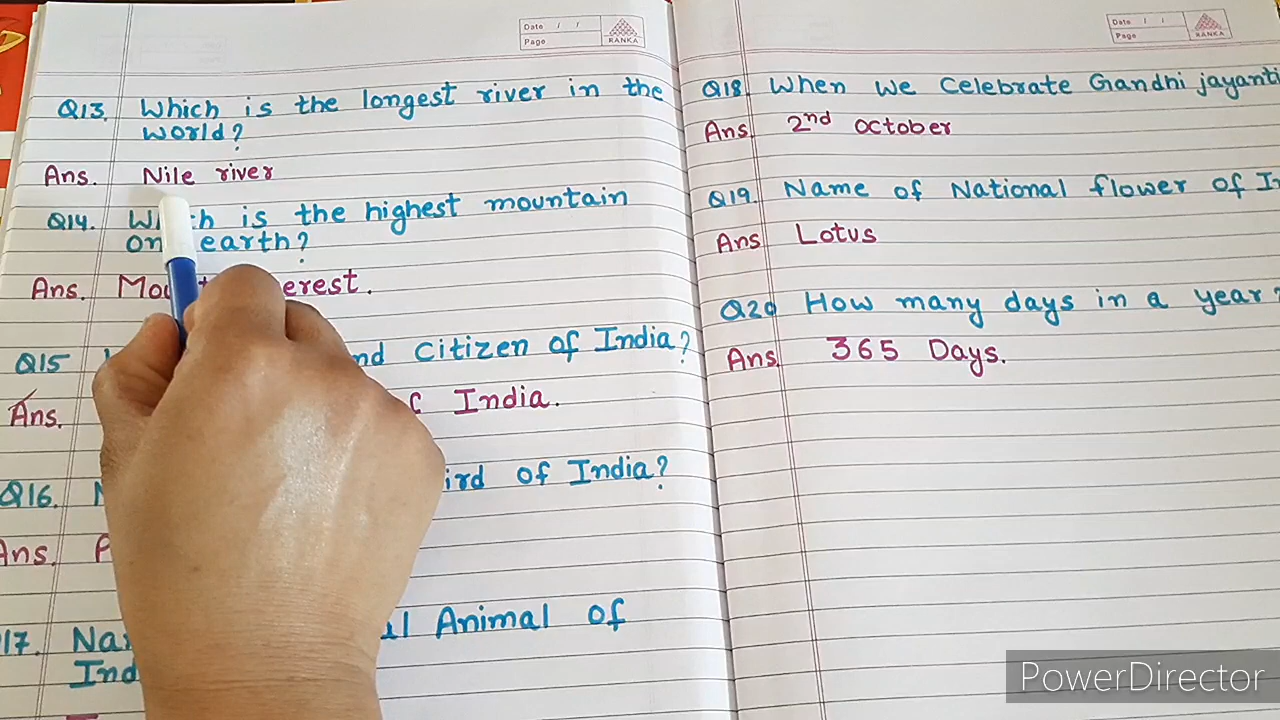 Date / /
Page
RANKA
Q13. Which is the longest river in the
world?
Ans. Nile river
Q14. is the highest mountain
on earth?
Ans.
Q15 Citizen of India?
Ans. India.
Q16. of India?
Ans.
17. Animal of
Date / /
Page
RANKA
Q18. When we Celebrate Gandhi jayanti
Ans. 2nd october
Q19. Name of National flower of
Ans Lotus
Q20 How many days in a year?
Ans. 365 Days.
PowerDirector